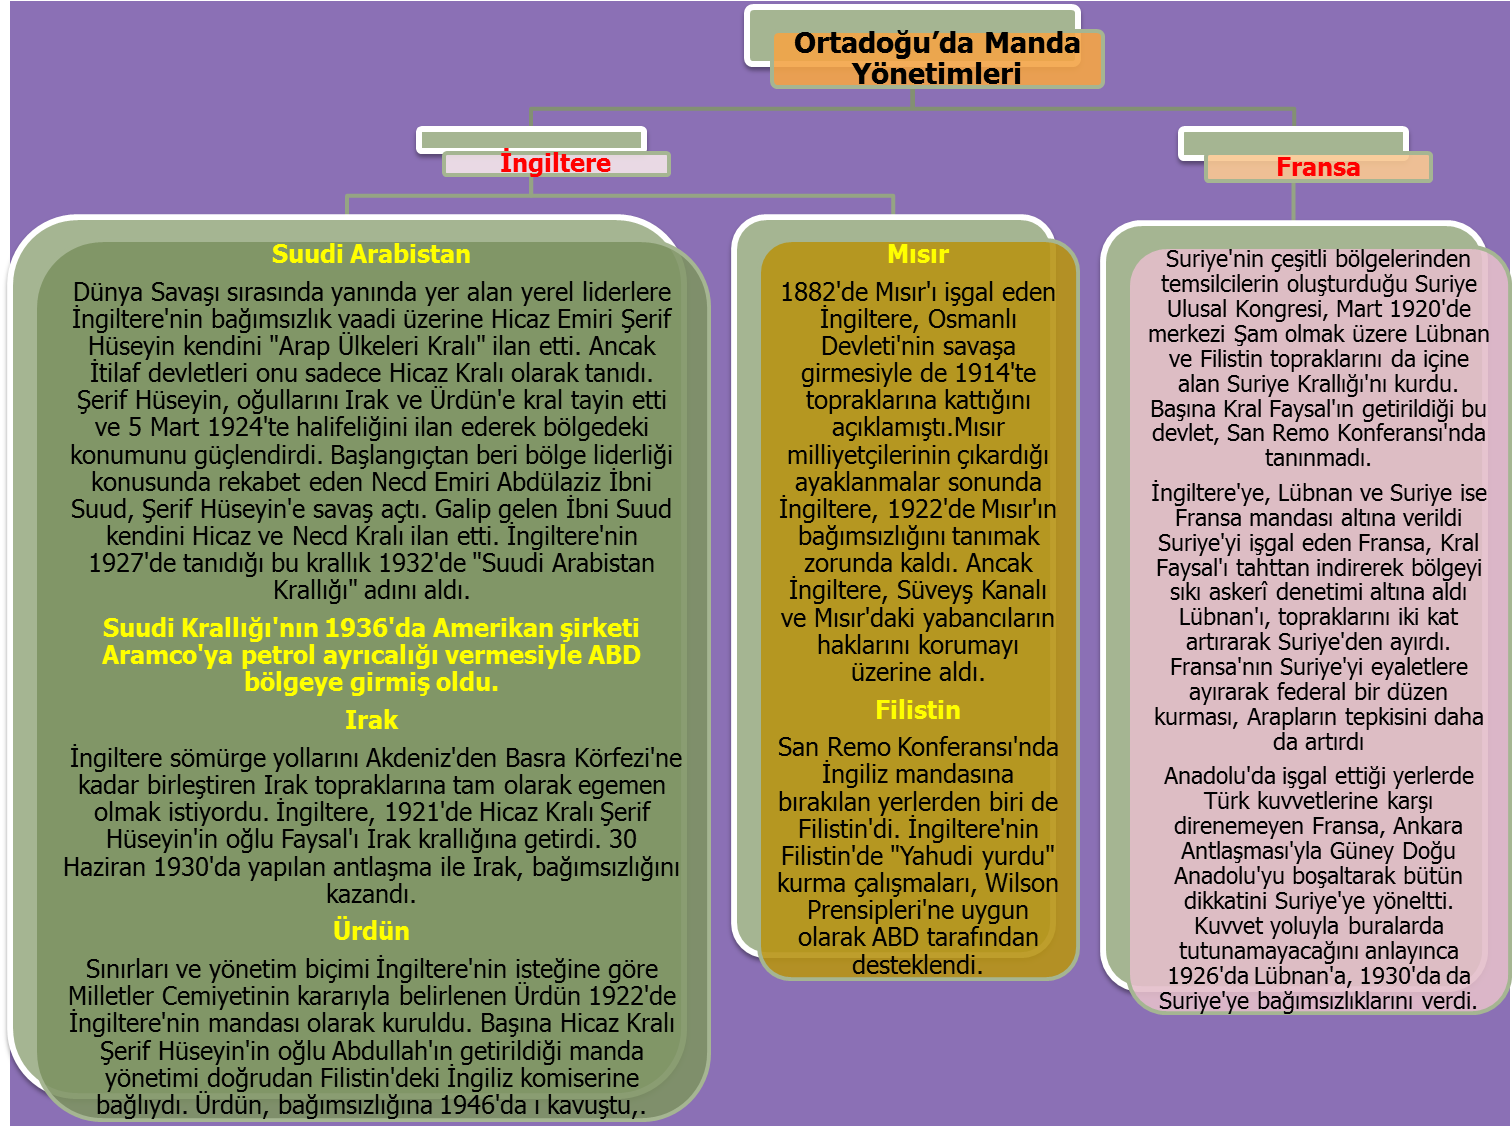 Ortadoğu’da Manda
Yönetimleri
İngiltere
Fransa
Suudi Arabistan
Dünya Savaşı sırasında yanında yer alan yerel liderlere
İngiltere'nin bağımsızlık vaadi üzerine Hicaz Emiri Şerif
Hüseyin kendini "Arap Ülkeleri Kralı" ilan etti. Ancak
İtilaf devletleri onu sadece Hicaz Kralı olarak tanıdı.
Şerif Hüseyin, oğullarını Irak ve Ürdün'e kral tayin etti
ve 5 Mart 1924'te halifeliğini ilan ederek bölgedeki
konumunu güçlendirdi. Başlangıçtan beri bölge liderliği
konusunda rekabet eden Necd Emiri Abdülaziz İbni
Suud, Şerif Hüseyin'e savaş açtı. Galip gelen İbni Suud
kendini Hicaz ve Necd Kralı ilan etti. İngiltere'nin
1927'de tanıdığı bu krallık 1932'de "Suudi Arabistan
Krallığı" adını aldı.
Suudi Krallığı'nın 1936'da Amerikan şirketi
Aramco'ya petrol ayrıcalığı vermesiyle ABD
bölgeye girmiş oldu.
Irak
İngiltere sömürge yollarını Akdeniz'den Basra Körfezi'ne
kadar birleştiren Irak topraklarına tam olarak egemen
olmak istiyordu. İngiltere, 1921'de Hicaz Kralı Şerif
Hüseyin'in oğlu Faysal'ı Irak krallığına getirdi. 30
Haziran 1930'da yapılan antlaşma ile Irak, bağımsızlığını
kazandı.
Ürdün
Sınırları ve yönetim biçimi İngiltere'nin isteğine göre
Milletler Cemiyetinin kararıyla belirlenen Ürdün 1922'de
İngiltere'nin mandası olarak kuruldu. Başına Hicaz Kralı
Şerif Hüseyin'in oğlu Abdullah'ın getirildiği manda
yönetimi doğrudan Filistin'deki İngiliz komiserine
bağlıydı. Ürdün, bağımsızlığına 1946'da ı kavuştu,.
Mısır
1882'de Mısır'ı işgal eden
İngiltere, Osmanlı
Devleti'nin savaşa
girmesiyle de 1914'te
topraklarına kattığını
açıklamıştı.Mısır
milliyetçilerinin çıkardığı
ayaklanmalar sonunda
İngiltere, 1922'de Mısır'ın
bağımsızlığını tanımak
zorunda kaldı. Ancak
İngiltere, Süveyş Kanalı
ve Mısır'daki yabancıların
haklarını korumayı
üzerine aldı.
Filistin
San Remo Konferansı'nda
İngiliz mandasına
bırakılan yerlerden biri de
Filistin'di. İngiltere'nin
Filistin'de "Yahudi yurdu"
kurma çalışmaları, Wilson
Prensipleri'ne uygun
olarak ABD tarafından
desteklendi.
Suriye'nin çeşitli bölgelerinden
temsilcilerin oluşturduğu Suriye
Ulusal Kongresi, Mart 1920'de
merkezi Şam olmak üzere Lübnan
ve Filistin topraklarını da içine
alan Suriye Krallığı'nı kurdu.
Başına Kral Faysal'ın getirildiği bu
devlet, San Remo Konferansı'nda
tanınmadı.
İngiltere'ye, Lübnan ve Suriye ise
Fransa mandası altına verildi
Suriye'yi işgal eden Fransa, Kral
Faysal'ı tahttan indirerek bölgeyi
sıkı askerî denetimi altına aldı
Lübnan'ı, topraklarını iki kat
artırarak Suriye'den ayırdı.
Fransa'nın Suriye'yi eyaletlere
ayırarak federal bir düzen
kurması, Arapların tepkisini daha
da artırdı
Anadolu'da işgal ettiği yerlerde
Türk kuvvetlerine karşı
direnemeyen Fransa, Ankara
Antlaşması'yla Güney Doğu
Anadolu'yu boşaltarak bütün
dikkatini Suriye'ye yöneltti.
Kuvvet yoluyla buralarda
tutunamayacağını anlayınca
1926'da Lübnan'a, 1930'da da
Suriye'ye bağımsızlıklarını verdi.